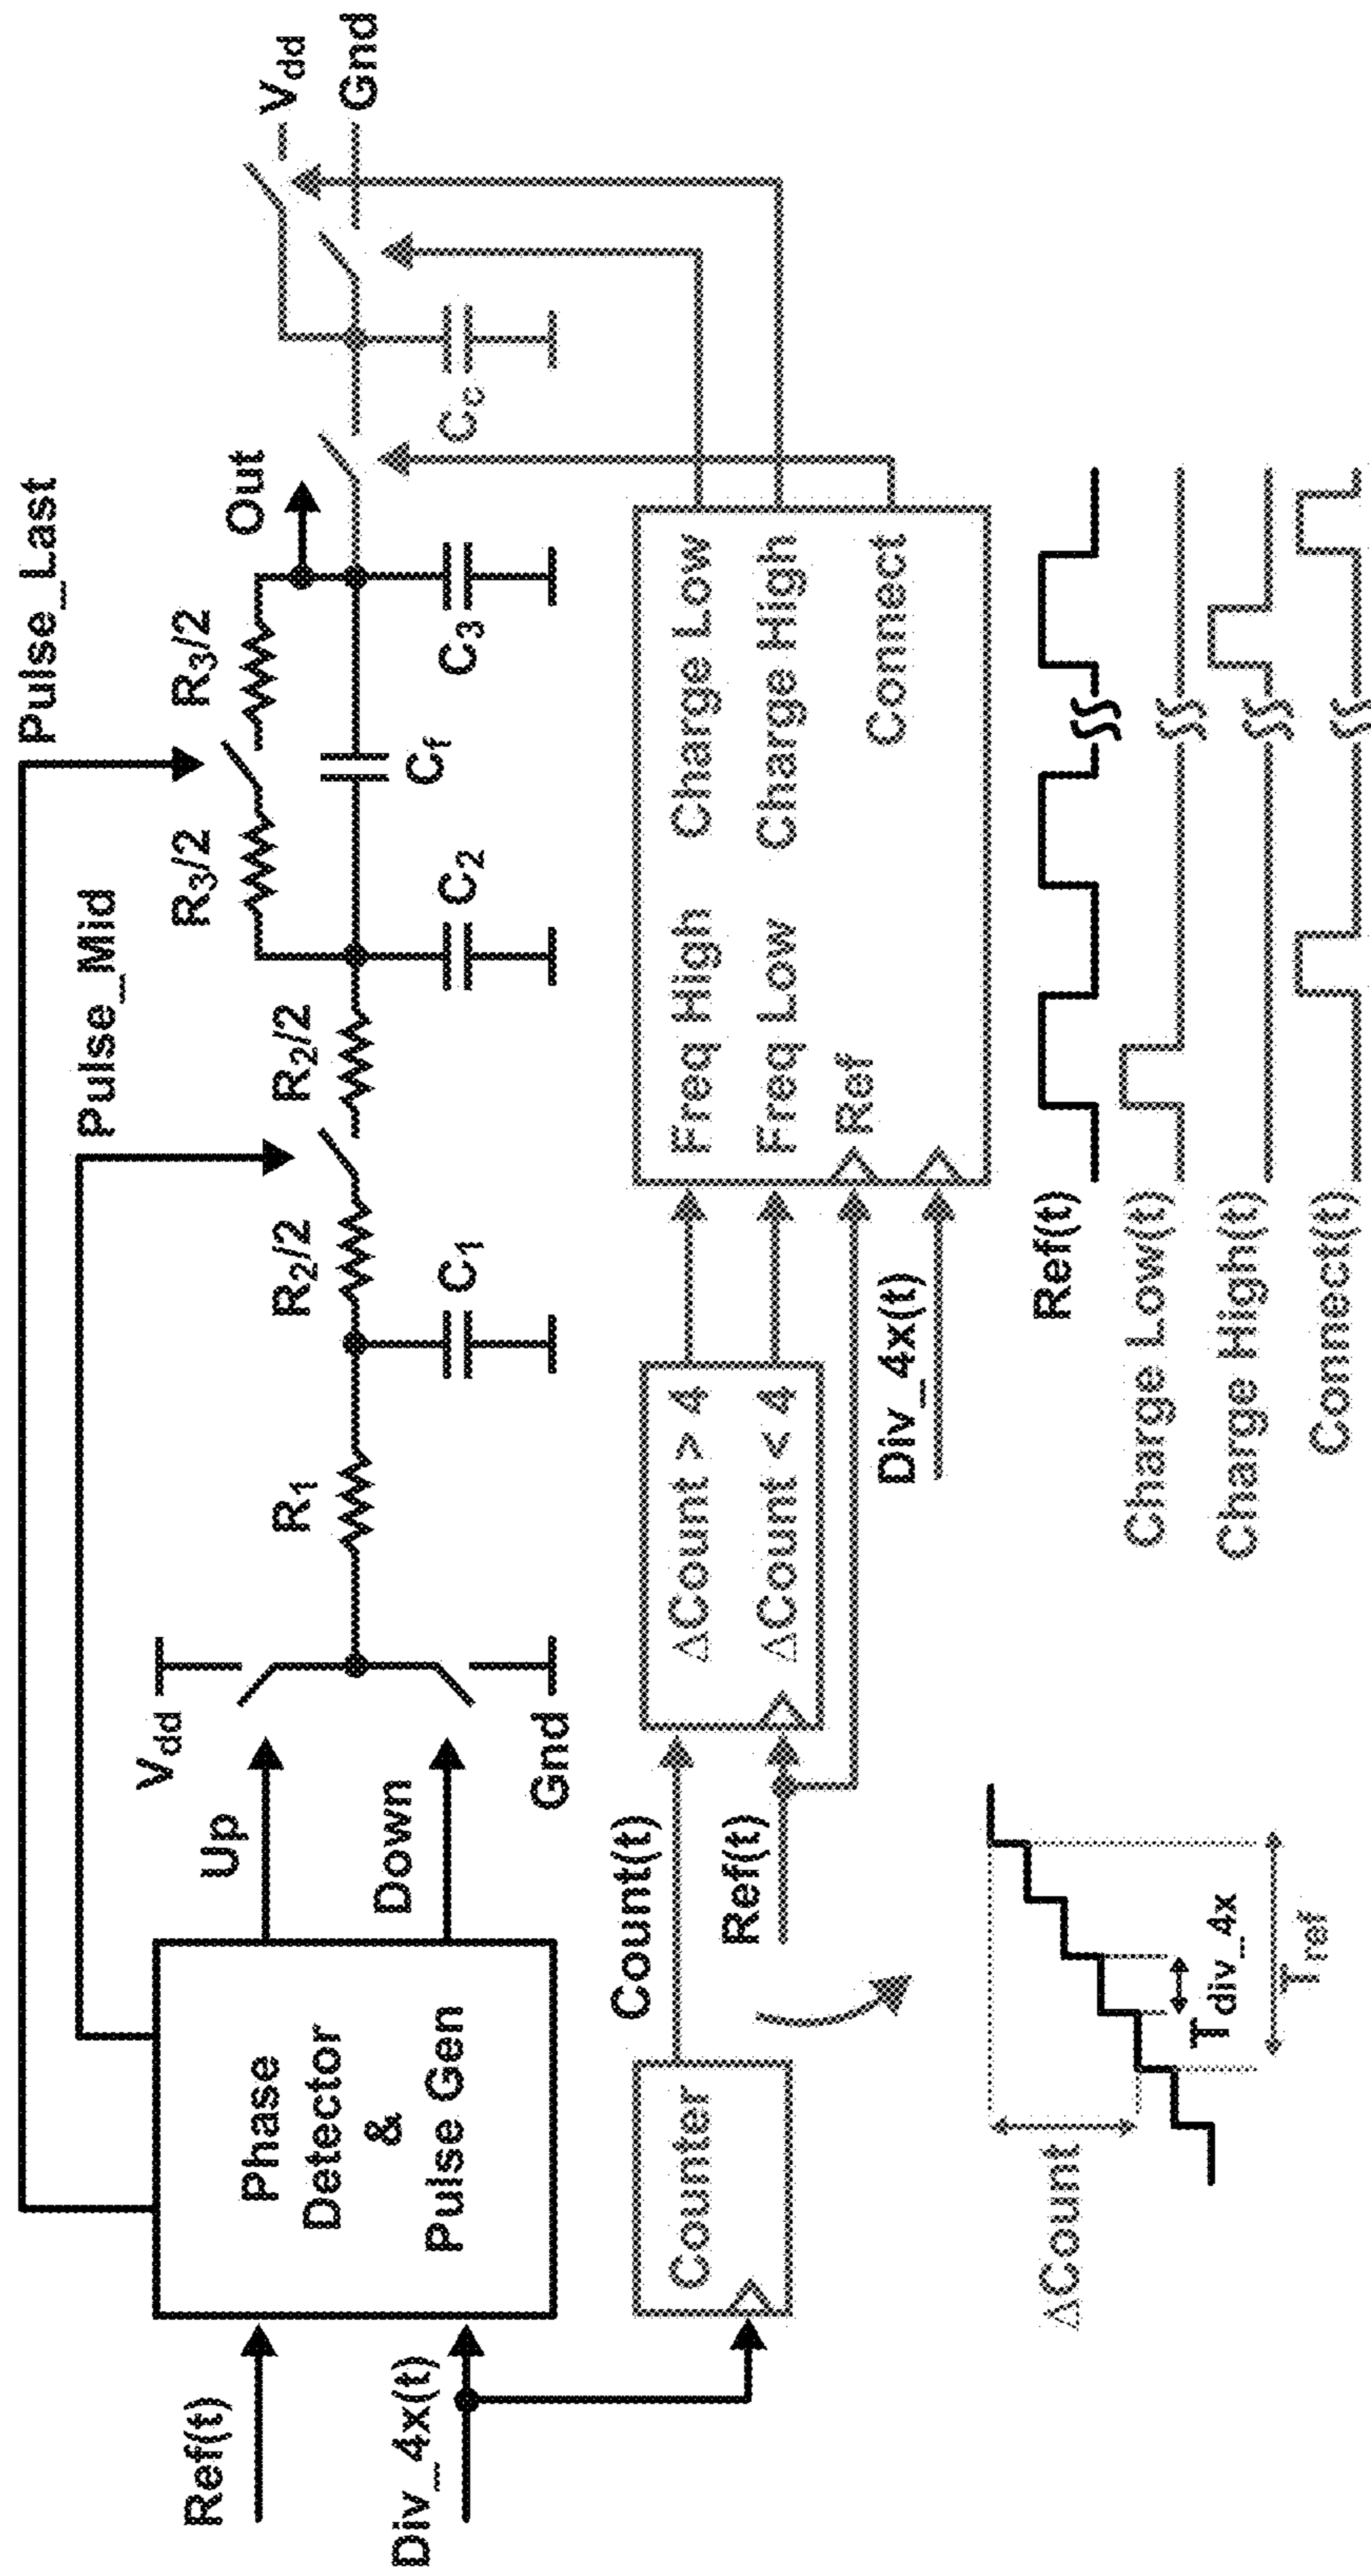 Pulse_Last
Pulse_Mid
Ref(t)
Div_4x(t)
Phase
Detector
&
Pulse Gen
Up
Down
Vdd
Gnd
R1
C1
R2/2
R2/2
C2
R3/2
R3/2
Cf
C3
Out
Cc
Vdd
Gnd
Counter
Count(t)
Ref(t)
ΔCount > 4
ΔCount < 4
Div_4x(t)
Freq High Charge Low
Freq Low Charge High
Ref
Connect
ΔCount
Tdiv_4x
Tref
Ref(t)
Charge Low(t)
Charge High(t)
Connect(t)